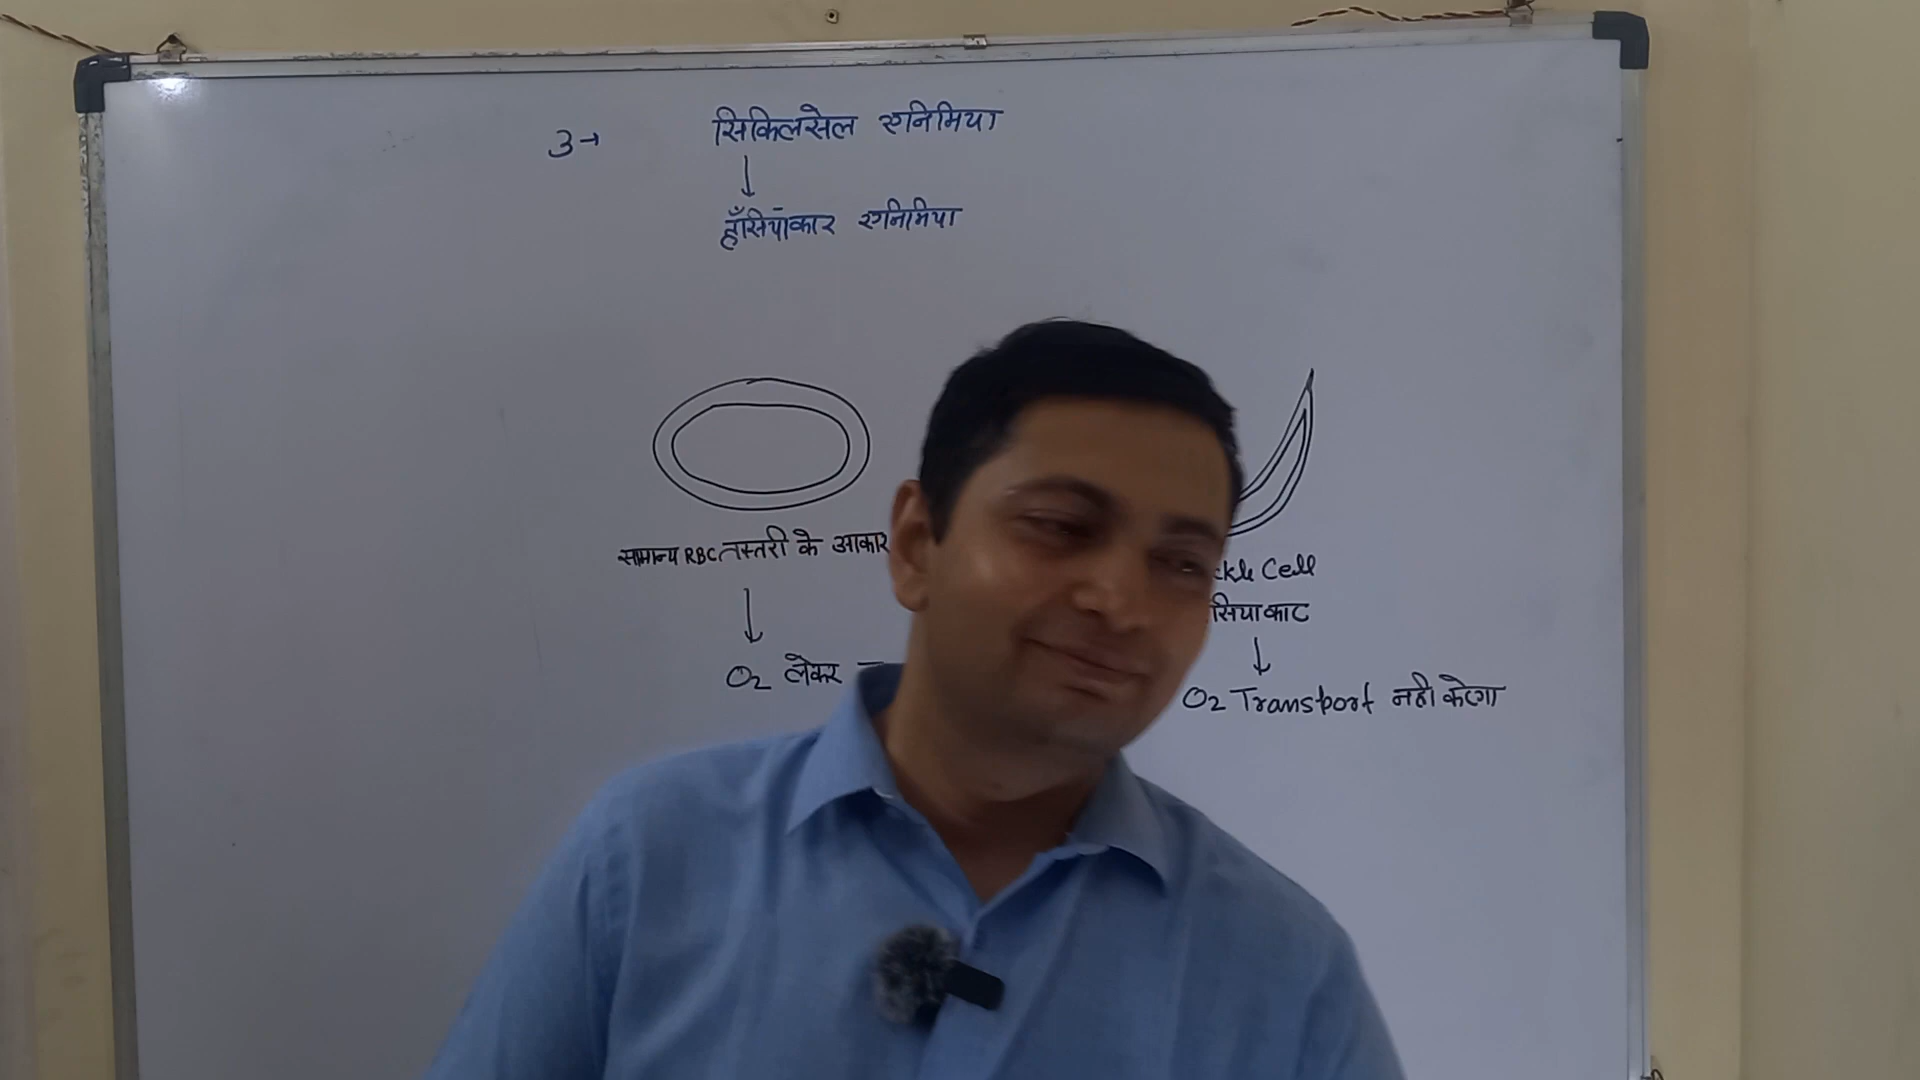 3→ सिकिलसेल एनिमिया
↓
हँसियांकार एनिमिया
सामान्य RBC तस्तरी के आकार
↓
O2 लेकर
ckle Cell
सियाकाट
↓
O2 Transport नही करेगा